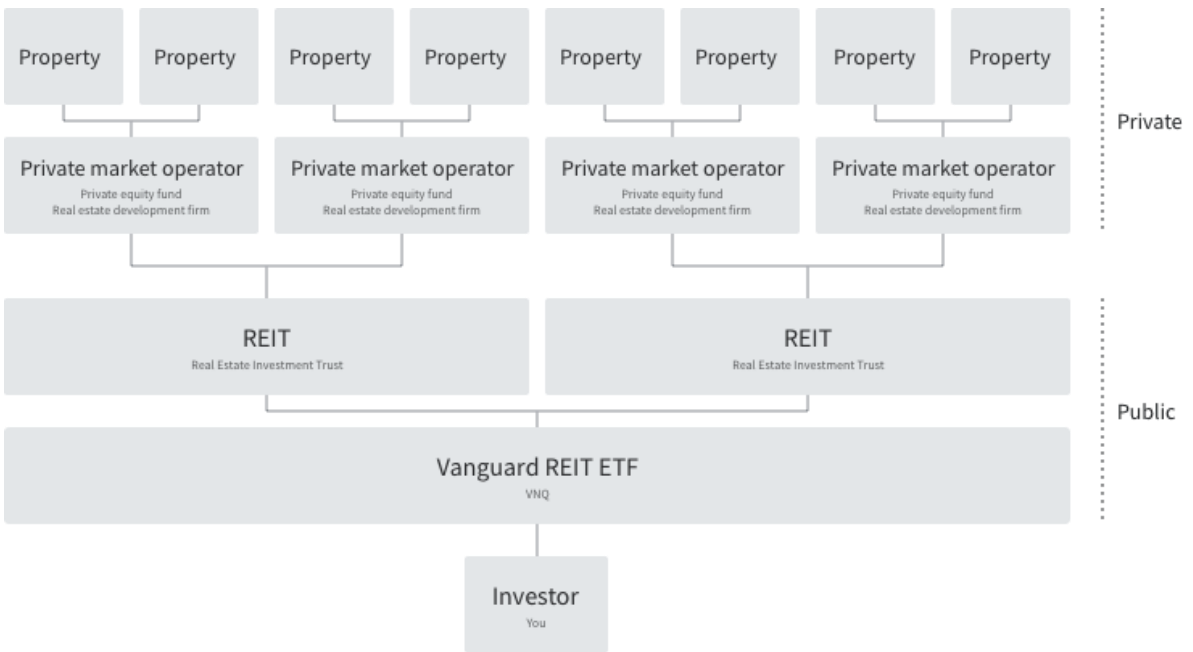 Property
Property
Property
Property
Property
Property
Property
Property
Private
Private market operator
Private equity fund
Real estate development firm
Private market operator
Private equity fund
Real estate development firm
Private market operator
Private equity fund
Real estate development firm
Private market operator
Private equity fund
Real estate development firm
REIT
Real Estate Investment Trust
REIT
Real Estate Investment Trust
Public
Vanguard REIT ETF
VNQ
Investor
You